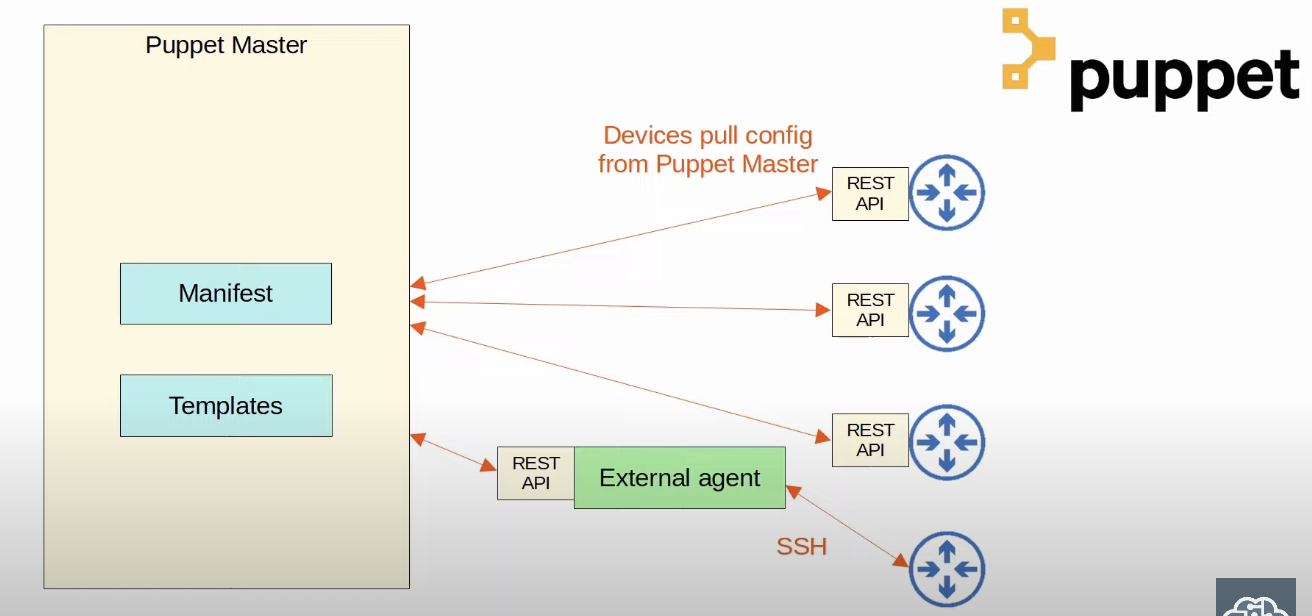 Puppet Master
puppet
Devices pull config
from Puppet Master
REST
API
REST
API
Manifest
Templates
REST
API
REST
API
External agent
SSH